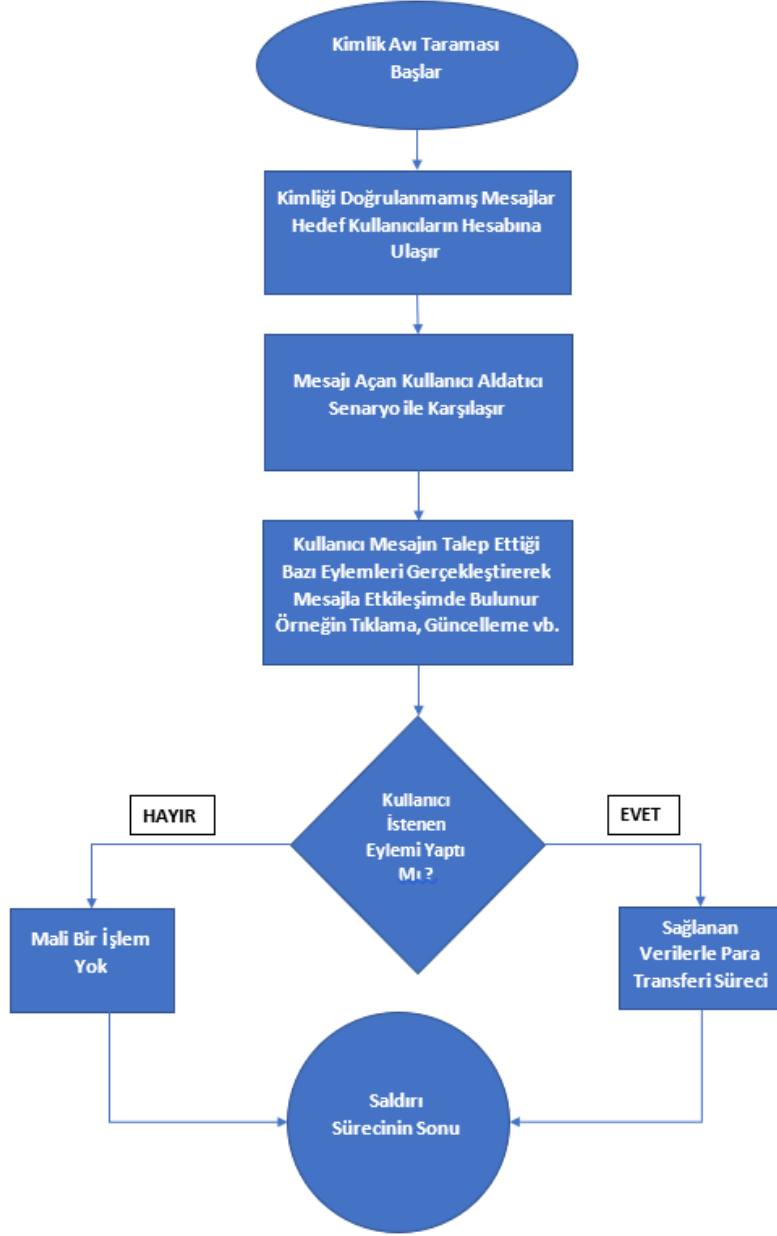 Kimlik Avı Taraması
Başlar
Kimliği Doğrulanmamış Mesajlar
Hedef Kullanıcıların Hesabına
Ulaşır
Mesajı Açan Kullanıcı Aldatıcı
Senaryo ile Karşılaşır
Kullanıcı Mesajın Talep Ettiği
Bazı Eylemleri Gerçekleştirerek
Mesajla Etkileşimde Bulunur
Örneğin Tıklama, Güncelleme vb.
Kullanıcı
İstenen
Eylemi Yaptı
Mı ?
HAYIR
EVET
Mali Bir İşlem
Yok
Sağlanan
Verilerle Para
Transferi Süreci
Saldırı
Sürecinin Sonu